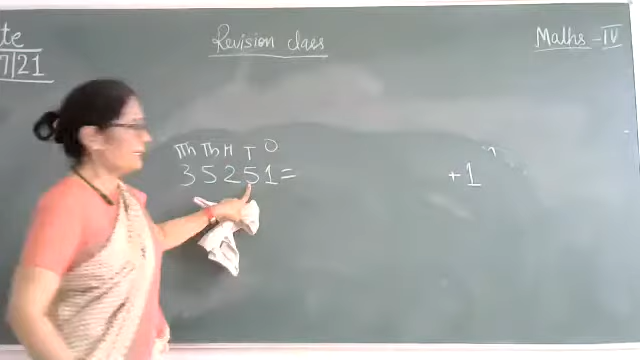 te
Revision class
Maths - IV
7/21
TTh Th H T O
35251 =
+ 1